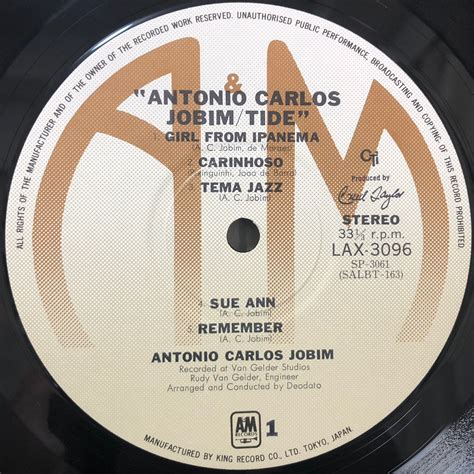 ALL RIGHTS OF THE MANUFACTURER AND OF THE OWNER OF THE RECORDED WORK RESERVED. UNAUTHORISED PUBLIC PERFORMANCE, BROADCASTING AND COPYING OF THIS RECORD PROHIBITED.
&
"ANTONIO CARLOS
JOBIM/TIDE"
1. GIRL FROM IPANEMA
(A. C. Jobim, de Moraes)
2. CARINHOSO
(Pixinguinhi, Joao de Barro)
3. TEMA JAZZ
(A. C. Jobim)
CTi
Produced by
Creed Taylor
STEREO
33⅓ r.p.m.
LAX-3096
SP-3061
(SALBT-163)
4. SUE ANN
(A. C. Jobim)
5. REMEMBER
(A. C. Jobim)
ANTONIO CARLOS JOBIM
Recorded at Van Gelder Studios
Rudy Van Gelder, Engineer
Arranged and Conducted by Deodato
A&M
RECORDS
1
MANUFACTURED BY KING RECORD CO., LTD. TOKYO, JAPAN.